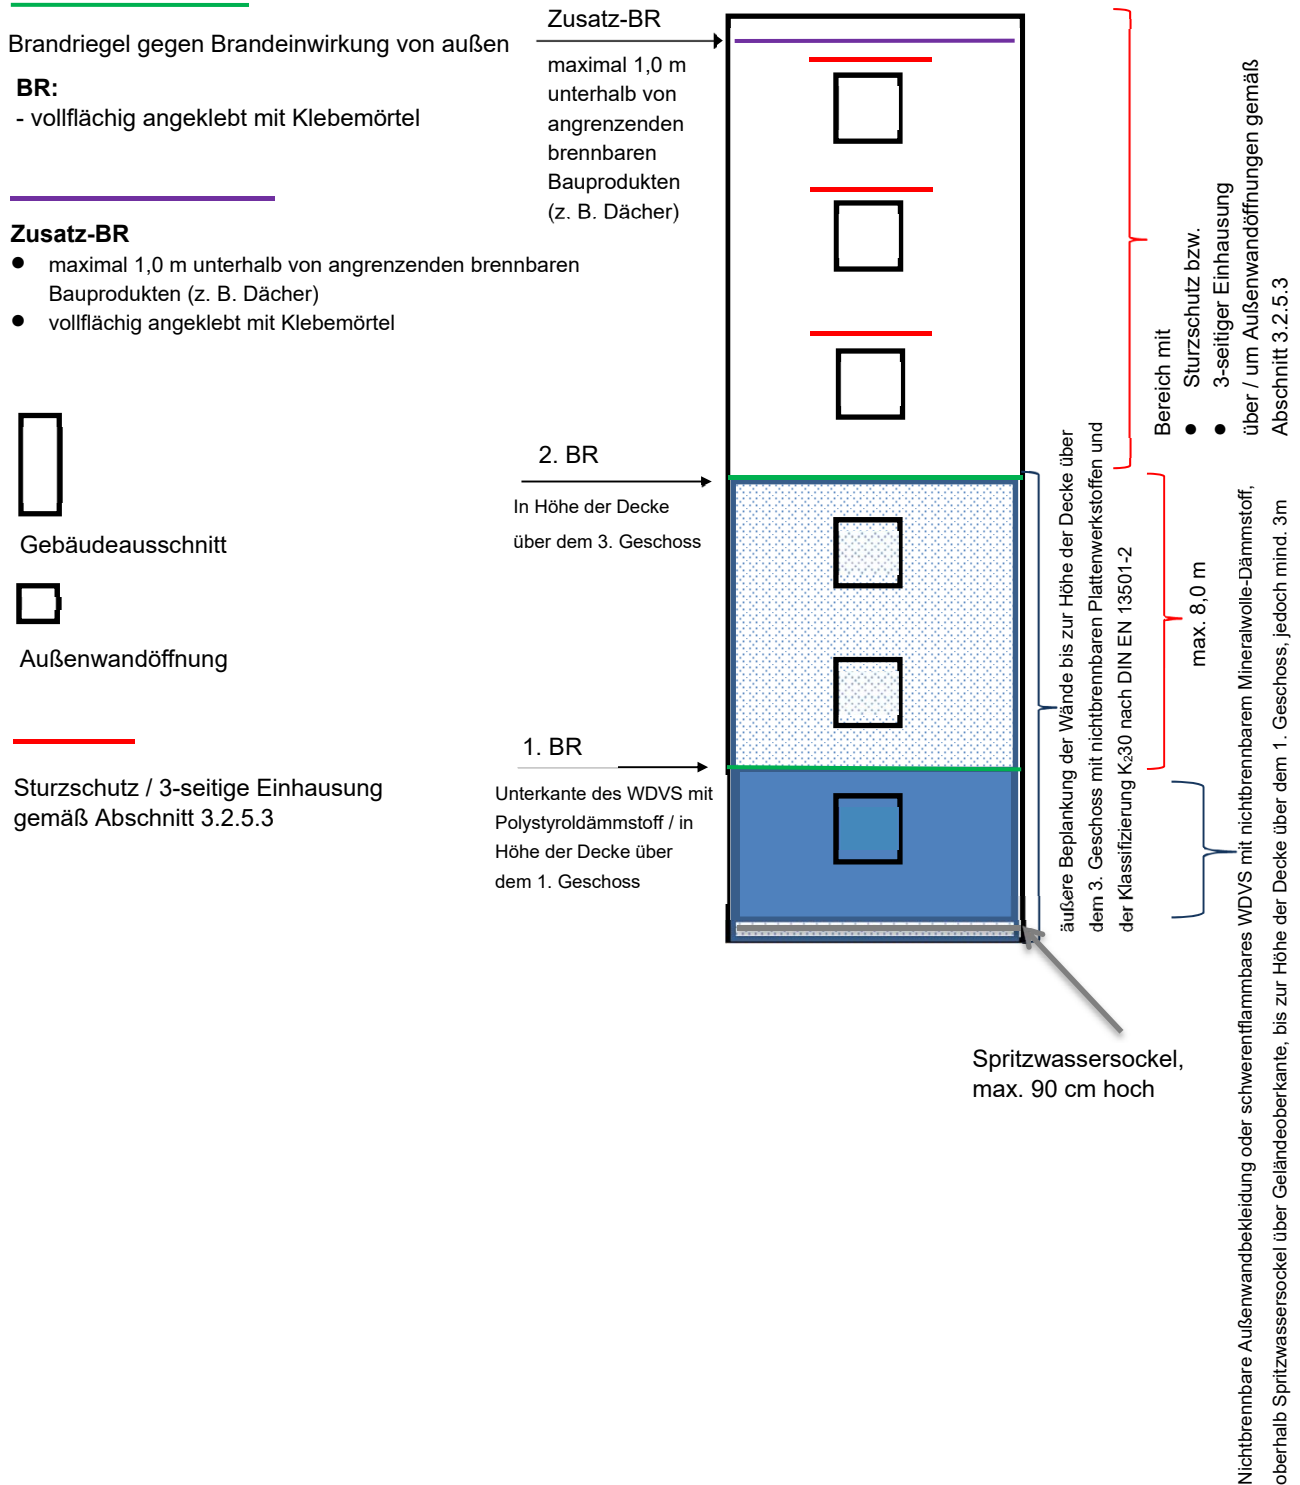 Brandriegel gegen Brandeinwirkung von außen
BR:
- vollflächig angeklebt mit Klebemörtel
Zusatz-BR
● maximal 1,0 m unterhalb von angrenzenden brennbaren
Bauprodukten (z. B. Dächer)
● vollflächig angeklebt mit Klebemörtel
Gebäudeausschnitt
Außenwandöffnung
Sturzschutz / 3-seitige Einhausung
gemäß Abschnitt 3.2.5.3
Zusatz-BR
maximal 1,0 m
unterhalb von
angrenzenden
brennbaren
Bauprodukten
(z. B. Dächer)
2. BR
In Höhe der Decke
über dem 3. Geschoss
1. BR
Unterkante des WDVS mit
Polystyroldämmstoff / in
Höhe der Decke über
dem 1. Geschoss
Bereich mit
● Sturzschutz bzw.
● 3-seitiger Einhausung
über / um Außenwandöffnungen gemäß
Abschnitt 3.2.5.3
äußere Beplankung der Wände bis zur Höhe der Decke über
dem 3. Geschoss mit nichtbrennbaren Plattenwerkstoffen und
der Klassifizierung K₂30 nach DIN EN 13501-2
max. 8,0 m
Nichtbrennbare Außenwandbekleidung oder schwerentflammbares WDVS mit nichtbrennbarem Mineralwolle-Dämmstoff,
oberhalb Spritzwassersockel über Geländeoberkante, bis zur Höhe der Decke über dem 1. Geschoss, jedoch mind. 3m
Spritzwassersockel,
max. 90 cm hoch